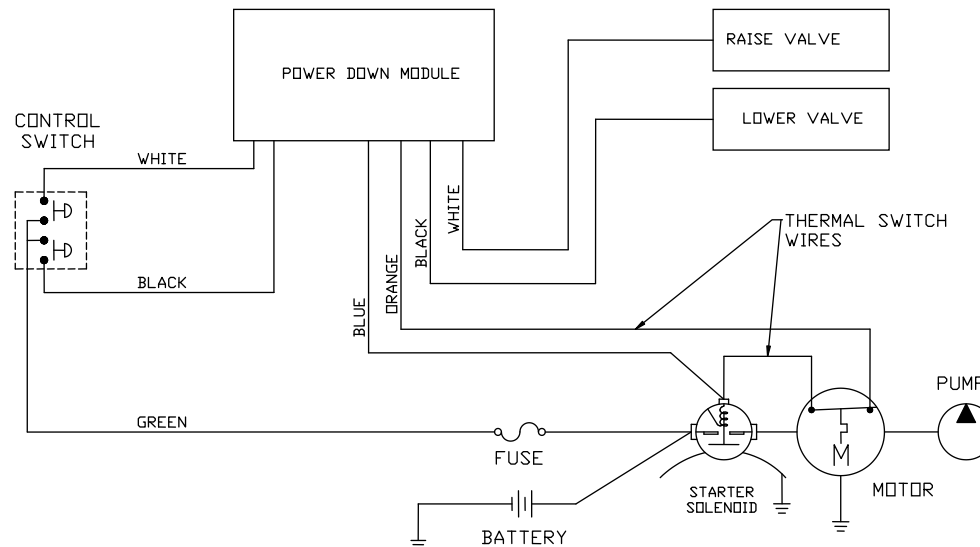 RAISE VALVE
POWER DOWN MODULE
LOWER VALVE
CONTROL
SWITCH
WHITE
WHITE
BLACK
ORANGE
BLUE
THERMAL SWITCH
WIRES
BLACK
PUMP
GREEN
FUSE
M
STARTER
SOLENOID
MOTOR
BATTERY